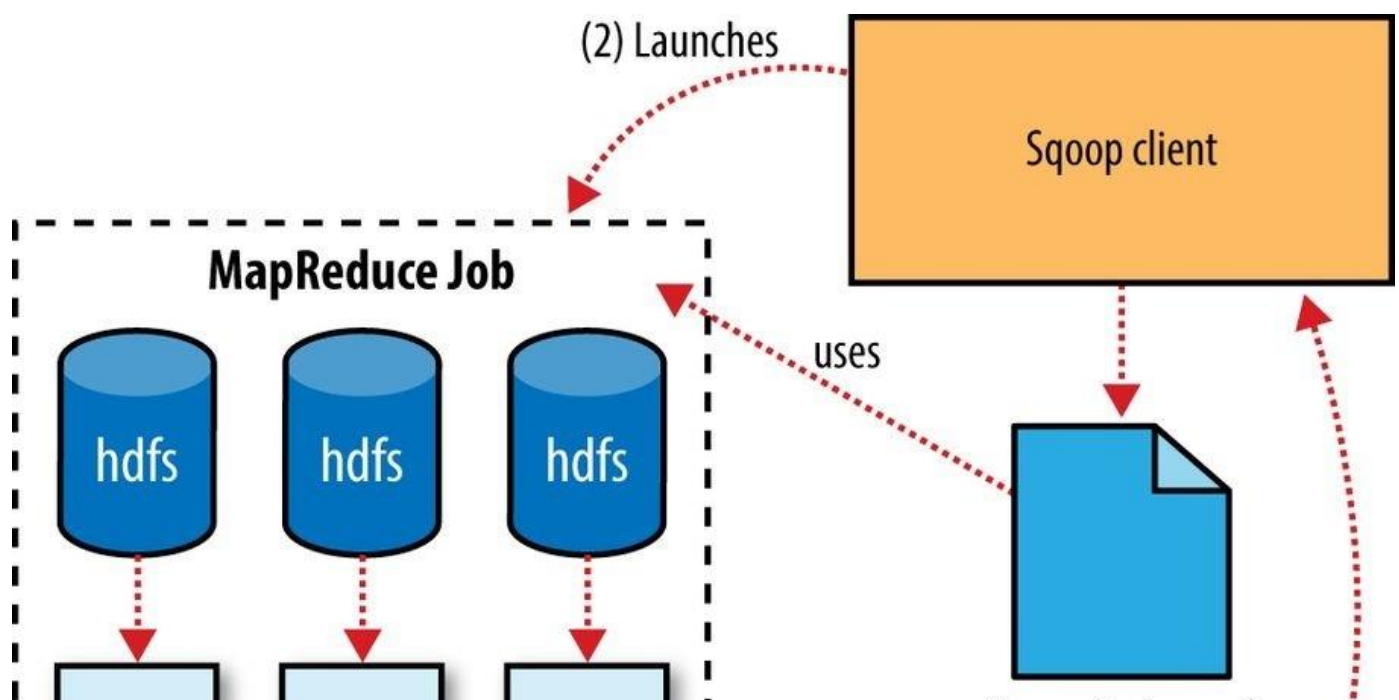 (2) Launches
Sqoop client
MapReduce Job
uses
hdfs
hdfs
hdfs